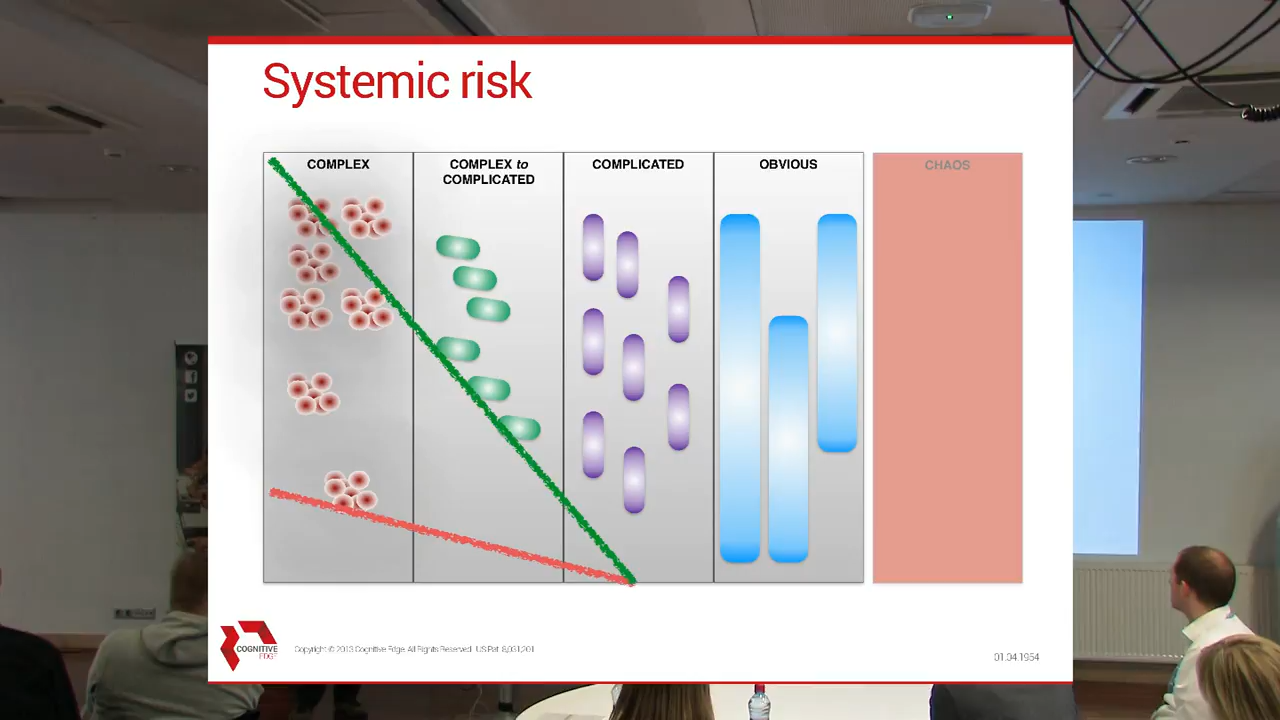 Systemic risk
COMPLEX
COMPLEX to
COMPLICATED
COMPLICATED
OBVIOUS
CHAOS
COGNITIVE
EDGE
Copyright © 2013 Cognitive Edge. All Rights Reserved. US Pat. 8,031,201
01.04.1954